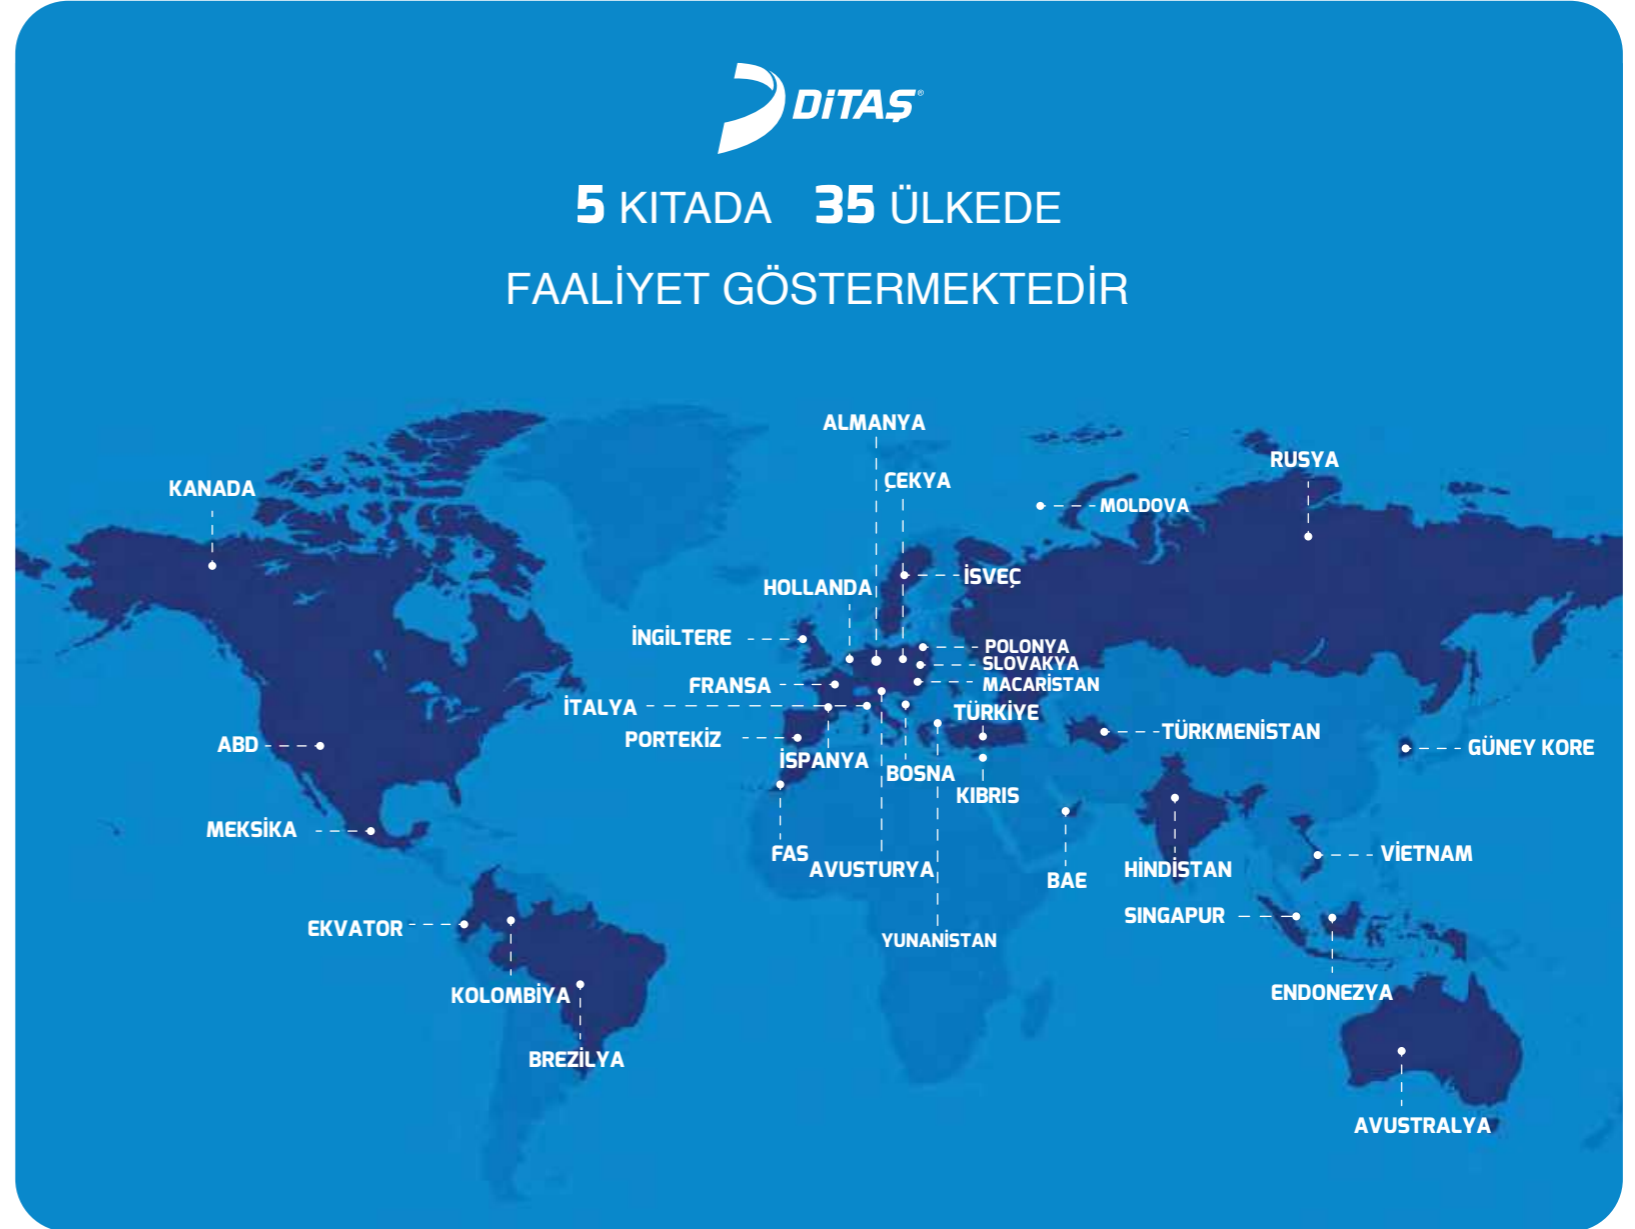 DİTAŞ®
5 KITADA 35 ÜLKEDE
FAALİYET GÖSTERMEKTEDİR
ALMANYA
RUSYA
ÇEKYA
KANADA
MOLDOVA
İSVEÇ
HOLLANDA
İNGİLTERE
POLONYA
SLOVAKYA
FRANSA
MACARİSTAN
İTALYA
TÜRKİYE
TÜRKMENİSTAN
PORTEKİZ
ABD
GÜNEY KORE
İSPANYA
BOSNA
KIBRIS
MEKSİKA
FAS
VİETNAM
AVUSTURYA
HİNDİSTAN
BAE
SINGAPUR
EKVATOR
YUNANİSTAN
ENDONEZYA
KOLOMBİYA
BREZİLYA
AVUSTRALYA